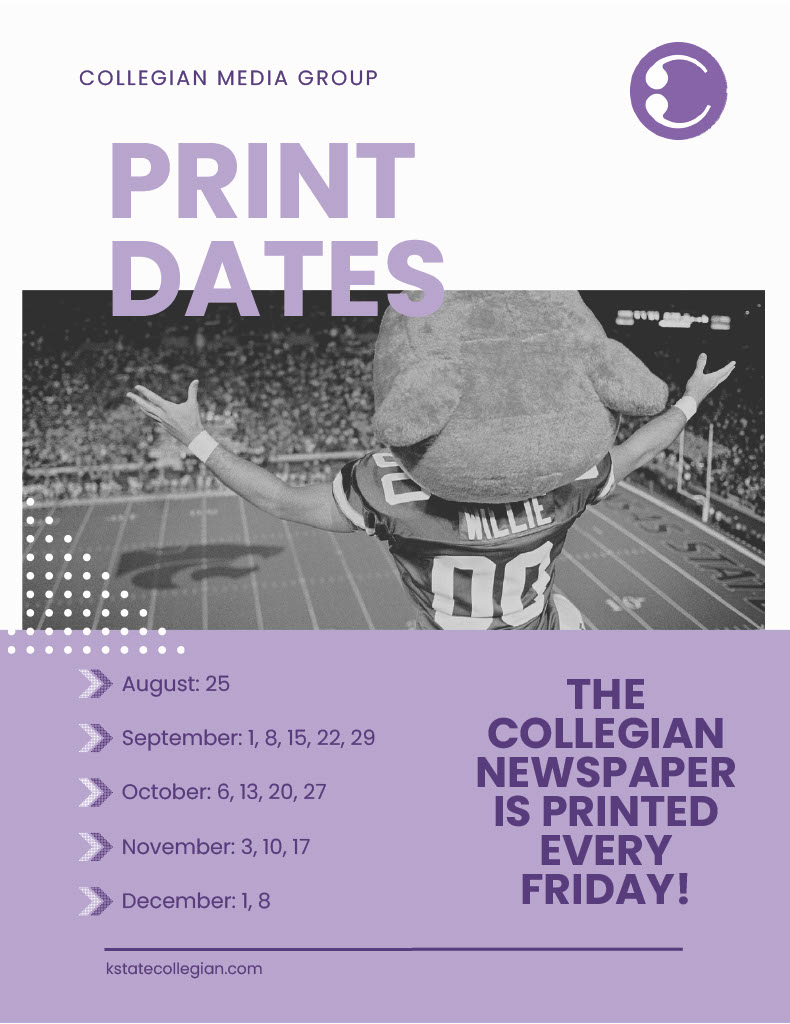 COLLEGIAN MEDIA GROUP
PRINT
DATES
WILLIE
00
August: 25
September: 1, 8, 15, 22, 29
October: 6, 13, 20, 27
November: 3, 10, 17
December: 1, 8
THE
COLLEGIAN
NEWSPAPER
IS PRINTED
EVERY
FRIDAY!
kstatecollegian.com